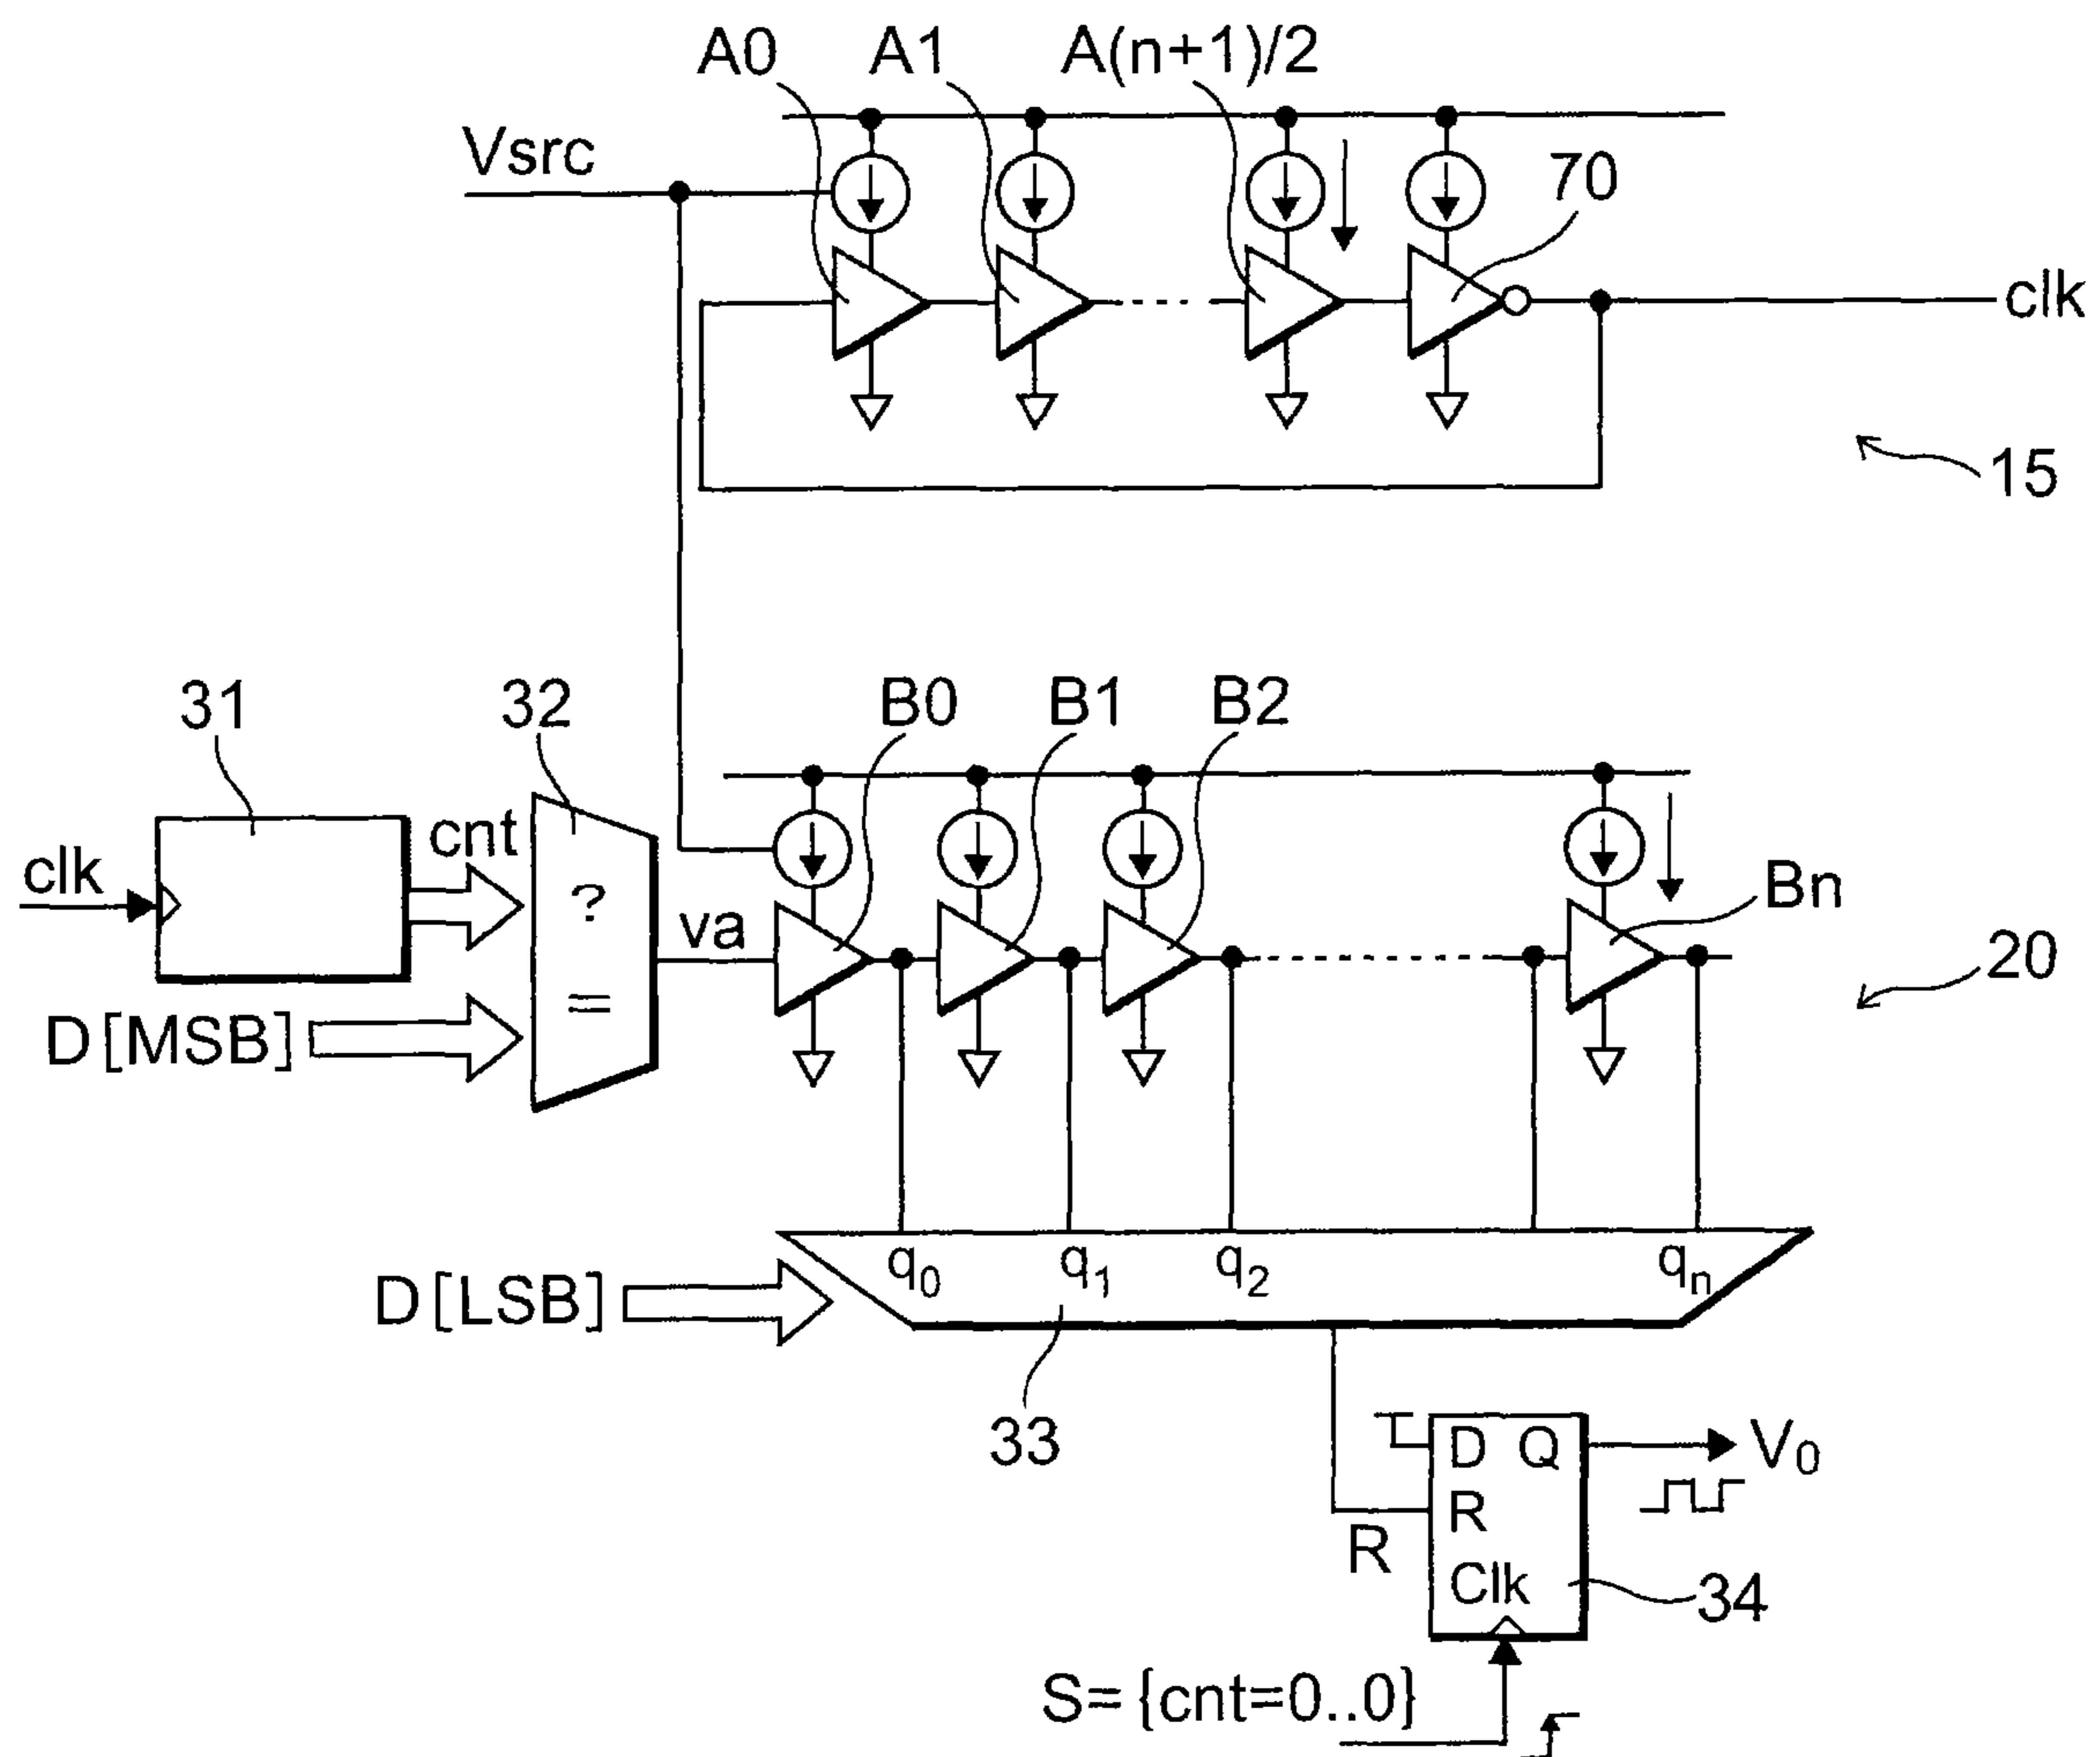 A0 A1 A(n+1)/2
Vsrc
70
clk
15
31 32 B0 B1 B2
cnt
clk
?
=
va
Bn
20
D[MSB]
q0 q1 q2 qn
D[LSB]
33
D Q
V0
R
R
Clk
34
S={cnt=0..0}